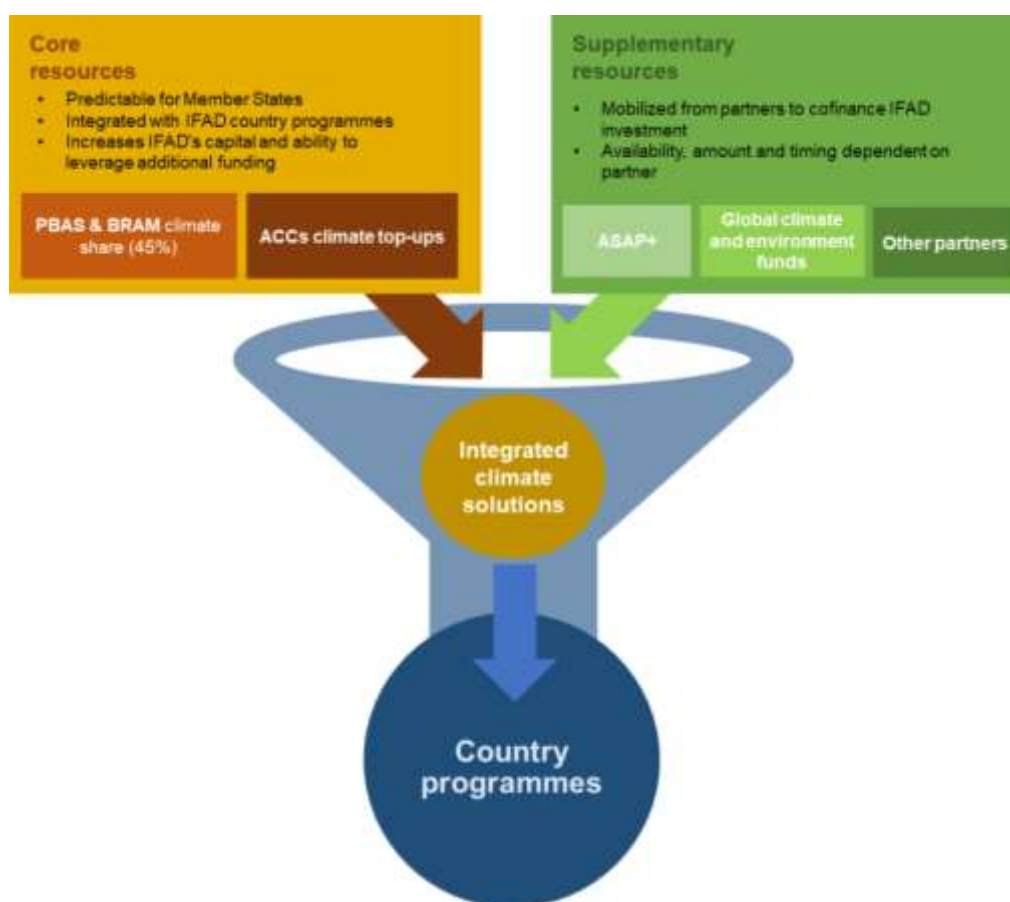 Core
resources
• Predictable for Member States
• Integrated with IFAD country programmes
• Increases IFAD's capital and ability to
leverage additional funding
PBAS & BRAM climate
share (45%)
ACCs climate top-ups
Supplementary
resources
• Mobilized from partners to cofinance IFAD
investment
• Availability, amount and timing dependent on
partner
ASAP+
Global climate
and environment
funds
Other partners
Integrated
climate
solutions
Country
programmes